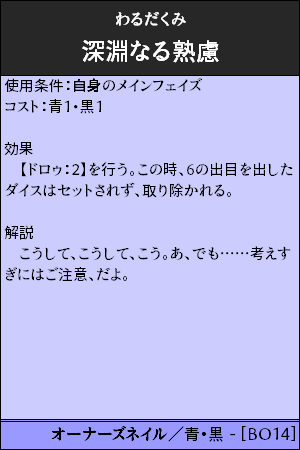 わるだくみ
深淵なる熟慮
使用条件：自身のメインフェイズ
コスト：青1・黒1
効果
　【ドロゥ：2】を行う。この時、6の出目を出した
ダイスはセットされず、取り除かれる。
解説
　こうして、こうして、こう。あ、でも……考えす
ぎにはご注意、だよ。
オーナーズネイル／青・黒 - [BO14]